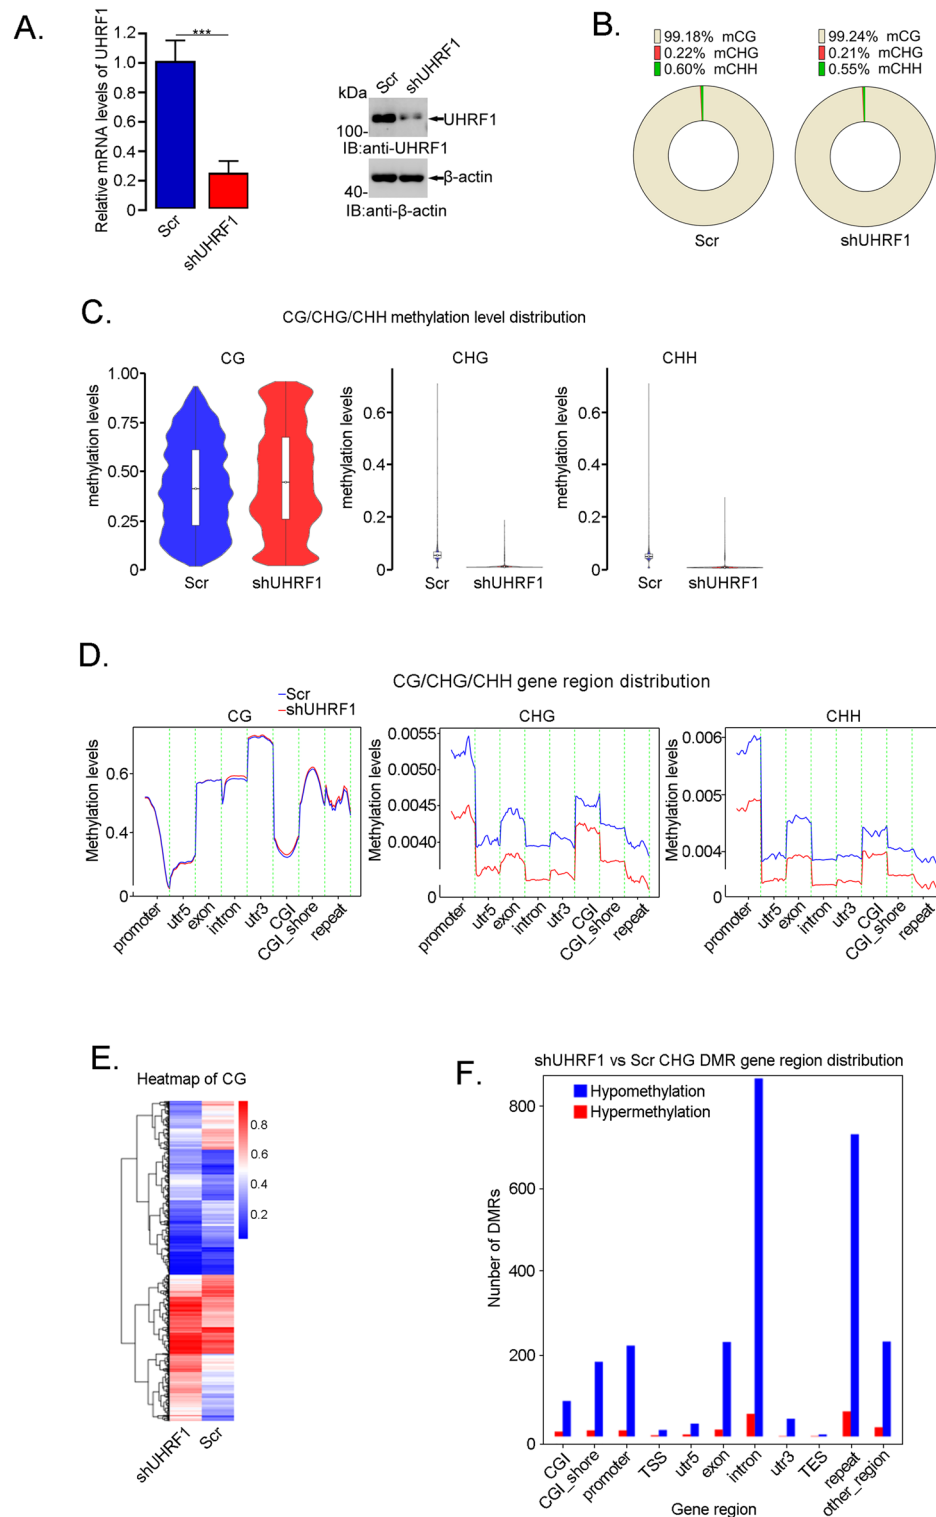 A.
Relative mRNA levels of UHRF1
1.2
1.0
0.8
0.6
0.4
0.2
0
***
Scr
shUHRF1
Scr
shUHRF1
kDa
100-
UHRF1
IB:anti-UHRF1
40-
β-actin
IB:anti-β-actin
B.
99.18% mCG
0.22% mCHG
0.60% mCHH
Scr
99.24% mCG
0.21% mCHG
0.55% mCHH
shUHRF1
C.
CG/CHG/CHH methylation level distribution
CG
methylation levels
1.00
0.75
0.50
0.25
0
Scr
shUHRF1
CHG
methylation levels
0.6
0.4
0.2
0
Scr
shUHRF1
CHH
methylation levels
0.6
0.4
0.2
0
Scr
shUHRF1
D.
CG/CHG/CHH gene region distribution
Scr
shUHRF1
CG
Methylation levels
0.6
0.4
0
promoter
utr5
exon
intron
utr3
CGI
CGI_shore
repeat
CHG
Methylation levels
0.0055
0.0050
0.0045
0.0040
0
promoter
utr5
exon
intron
utr3
CGI
CGI_shore
repeat
CHH
Methylation levels
0.006
0.005
0.004
0
promoter
utr5
exon
intron
utr3
CGI
CGI_shore
repeat
E.
Heatmap of CG
0.8
0.6
0.4
0.2
shUHRF1
Scr
F.
shUHRF1 vs Scr CHG DMR gene region distribution
Hypomethylation
Hypermethylation
Nunber of DMRs
800
600
400
200
0
CGI
CGI_shore
promoter
TSS
utr5
exon
intron
utr3
TES
repeat
other_region
Gene region